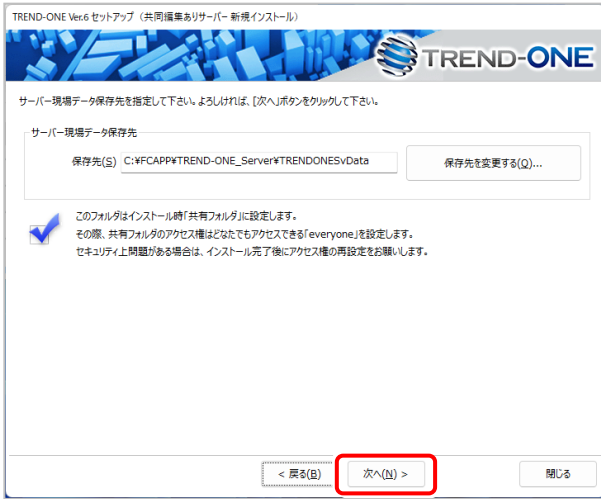 TREND-ONE Ver.6 セットアップ（共同編集ありサーバー 新規インストール）
TREND-ONE
サーバー現場データ保存先を指定して下さい。よろしければ、[次へ]ボタンをクリックして下さい。
サーバー現場データ保存先
保存先(S) C:¥FCAPP¥TREND-ONE_Server¥TRENDONESvData 保存先を変更する(Q)...
このフォルダはインストール時「共有フォルダ」に設定します。
その際、共有フォルダのアクセス権はどなたでもアクセスできる「everyone」を設定します。
セキュリティ上問題がある場合は、インストール完了後にアクセス権の再設定をお願いします。
< 戻る(B) 次へ(N) > 閉じる